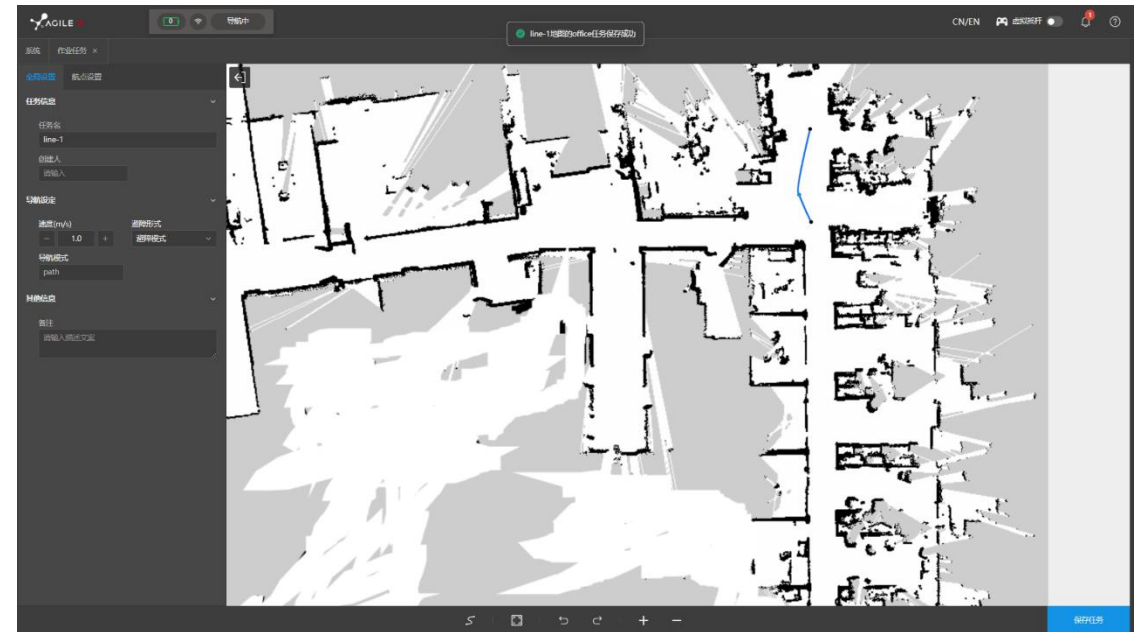 AGILE
0
导航中
line-1地图的office任务保存成功
CN/EN
虚拟摇杆
1
系统
作业任务 ×
全局设置 航点设置
任务信息
任务名
line-1
创建人
请输入
导航设定
速度(m/s) 避障形式
− 1.0 + 避障模式
导航模式
path
其他信息
备注
请输入描述文案
保存任务